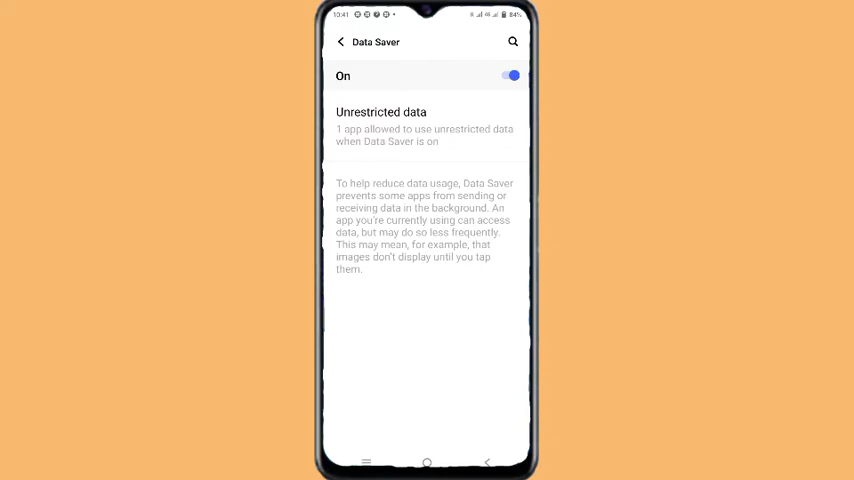 10:41
84%
Data Saver
On
Unrestricted data
1 app allowed to use unrestricted data
when Data Saver is on
To help reduce data usage, Data Saver
prevents some apps from sending or
receiving data in the background. An
app you're currently using can access
data, but may do so less frequently.
This may mean, for example, that
images don't display until you tap
them.